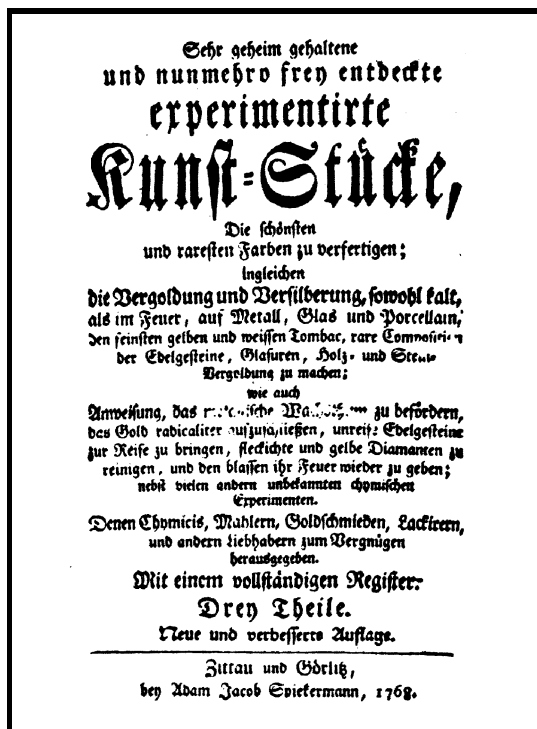 Sehr geheim gehaltene
und nunmehro frey entdeckte
experimentirte
Kunst-Stücke,
Die schönsten
und raresten Farben zu verfertigen;
ingleichen
die Vergoldung und Versilberung, sowohl kalt,
als im Feuer, auf Metall, Glas und Porcellain,
den feinsten gelben und weissen Tombac, rare
der Edelgesteine, Glasuren, Holz- und
Vergoldung zu machen;
wie auch
Anweisung, das zu befördern,
das Gold radicaliter aufzuschließen, unreife Edelgesteine
zur Reife zu bringen, fleckichte und gelbe Diamanten zu
reinigen, und den blassen ihr Feuer wieder zu geben;
nebst vielen andern unbekannten chymischen
Experimenten.
Denen Chymicis, Mahlern, Goldschmieden, Lackirern,
und andern Liebhabern zum Vergnügen
herausgegeben.
Mit einem vollständigen Register.
Drey Theile.
Neue und verbesserte Auflage.
Zittau und Görlitz,
bey Adam Jacob Spiekermann, 1768.